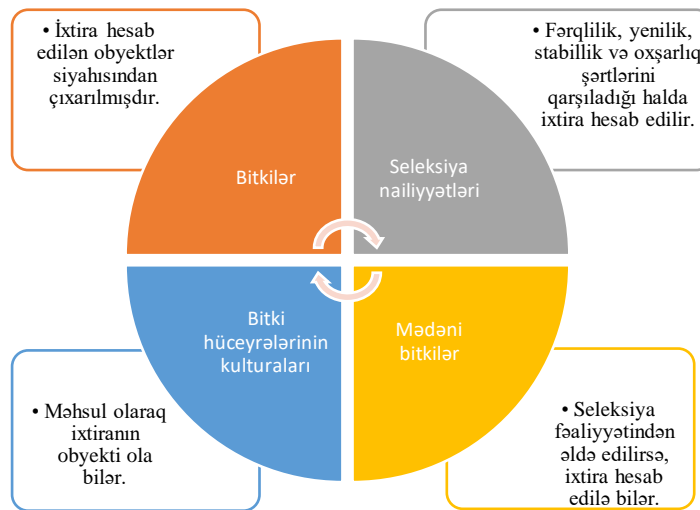 • İxtira hesab
edilən obyektlər
siyahısından
çıxarılmışdır.
• Fərqlilik, yenilik,
stabillik və oxşarlıq
şərtlərini
qarşıladığı halda
ixtira hesab edilir.
Bitkilər
Seleksiya
nailiyyətləri
Bitki
hüceyrələrinin
kulturaları
Mədəni
bitkilər
• Məhsul olaraq
ixtiranın
obyekti ola
bilər.
• Seleksiya
fəaliyyətindən
əldə edilirsə,
ixtira hesab
edilə bilər.